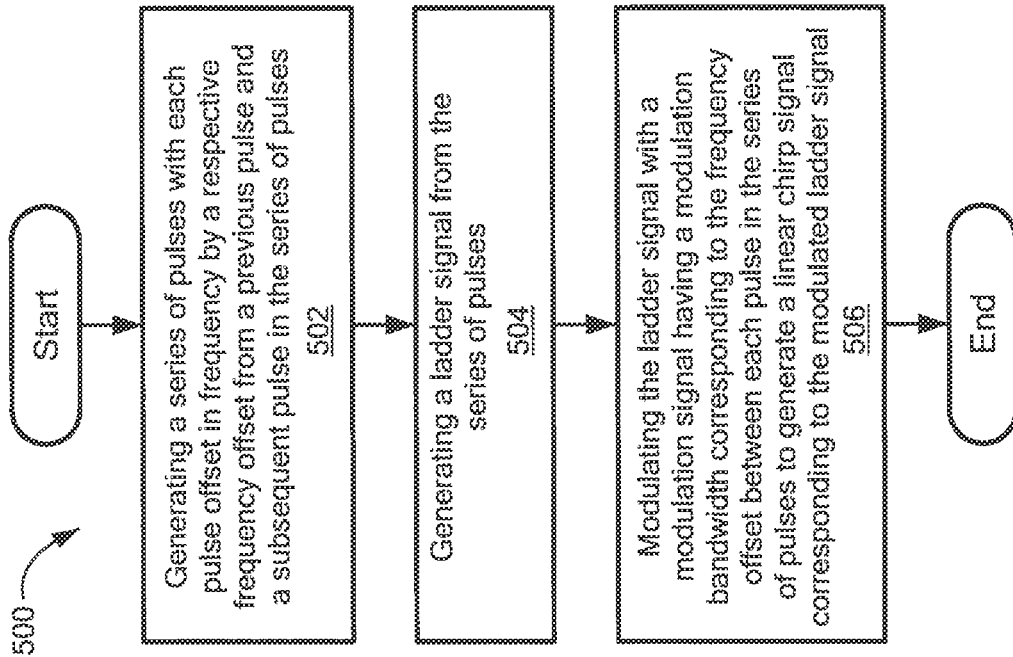 500
Start
Generating a series of pulses with each
pulse offset in frequency by a respective
frequency offset from a previous pulse and
a subsequent pulse in the series of pulses
502
Generating a ladder signal from the
series of pulses
504
Modulating the ladder signal with a
modulation signal having a modulation
bandwidth corresponding to the frequency
offset between each pulse in the series
of pulses to generate a linear chirp signal
corresponding to the modulated ladder signal
506
End